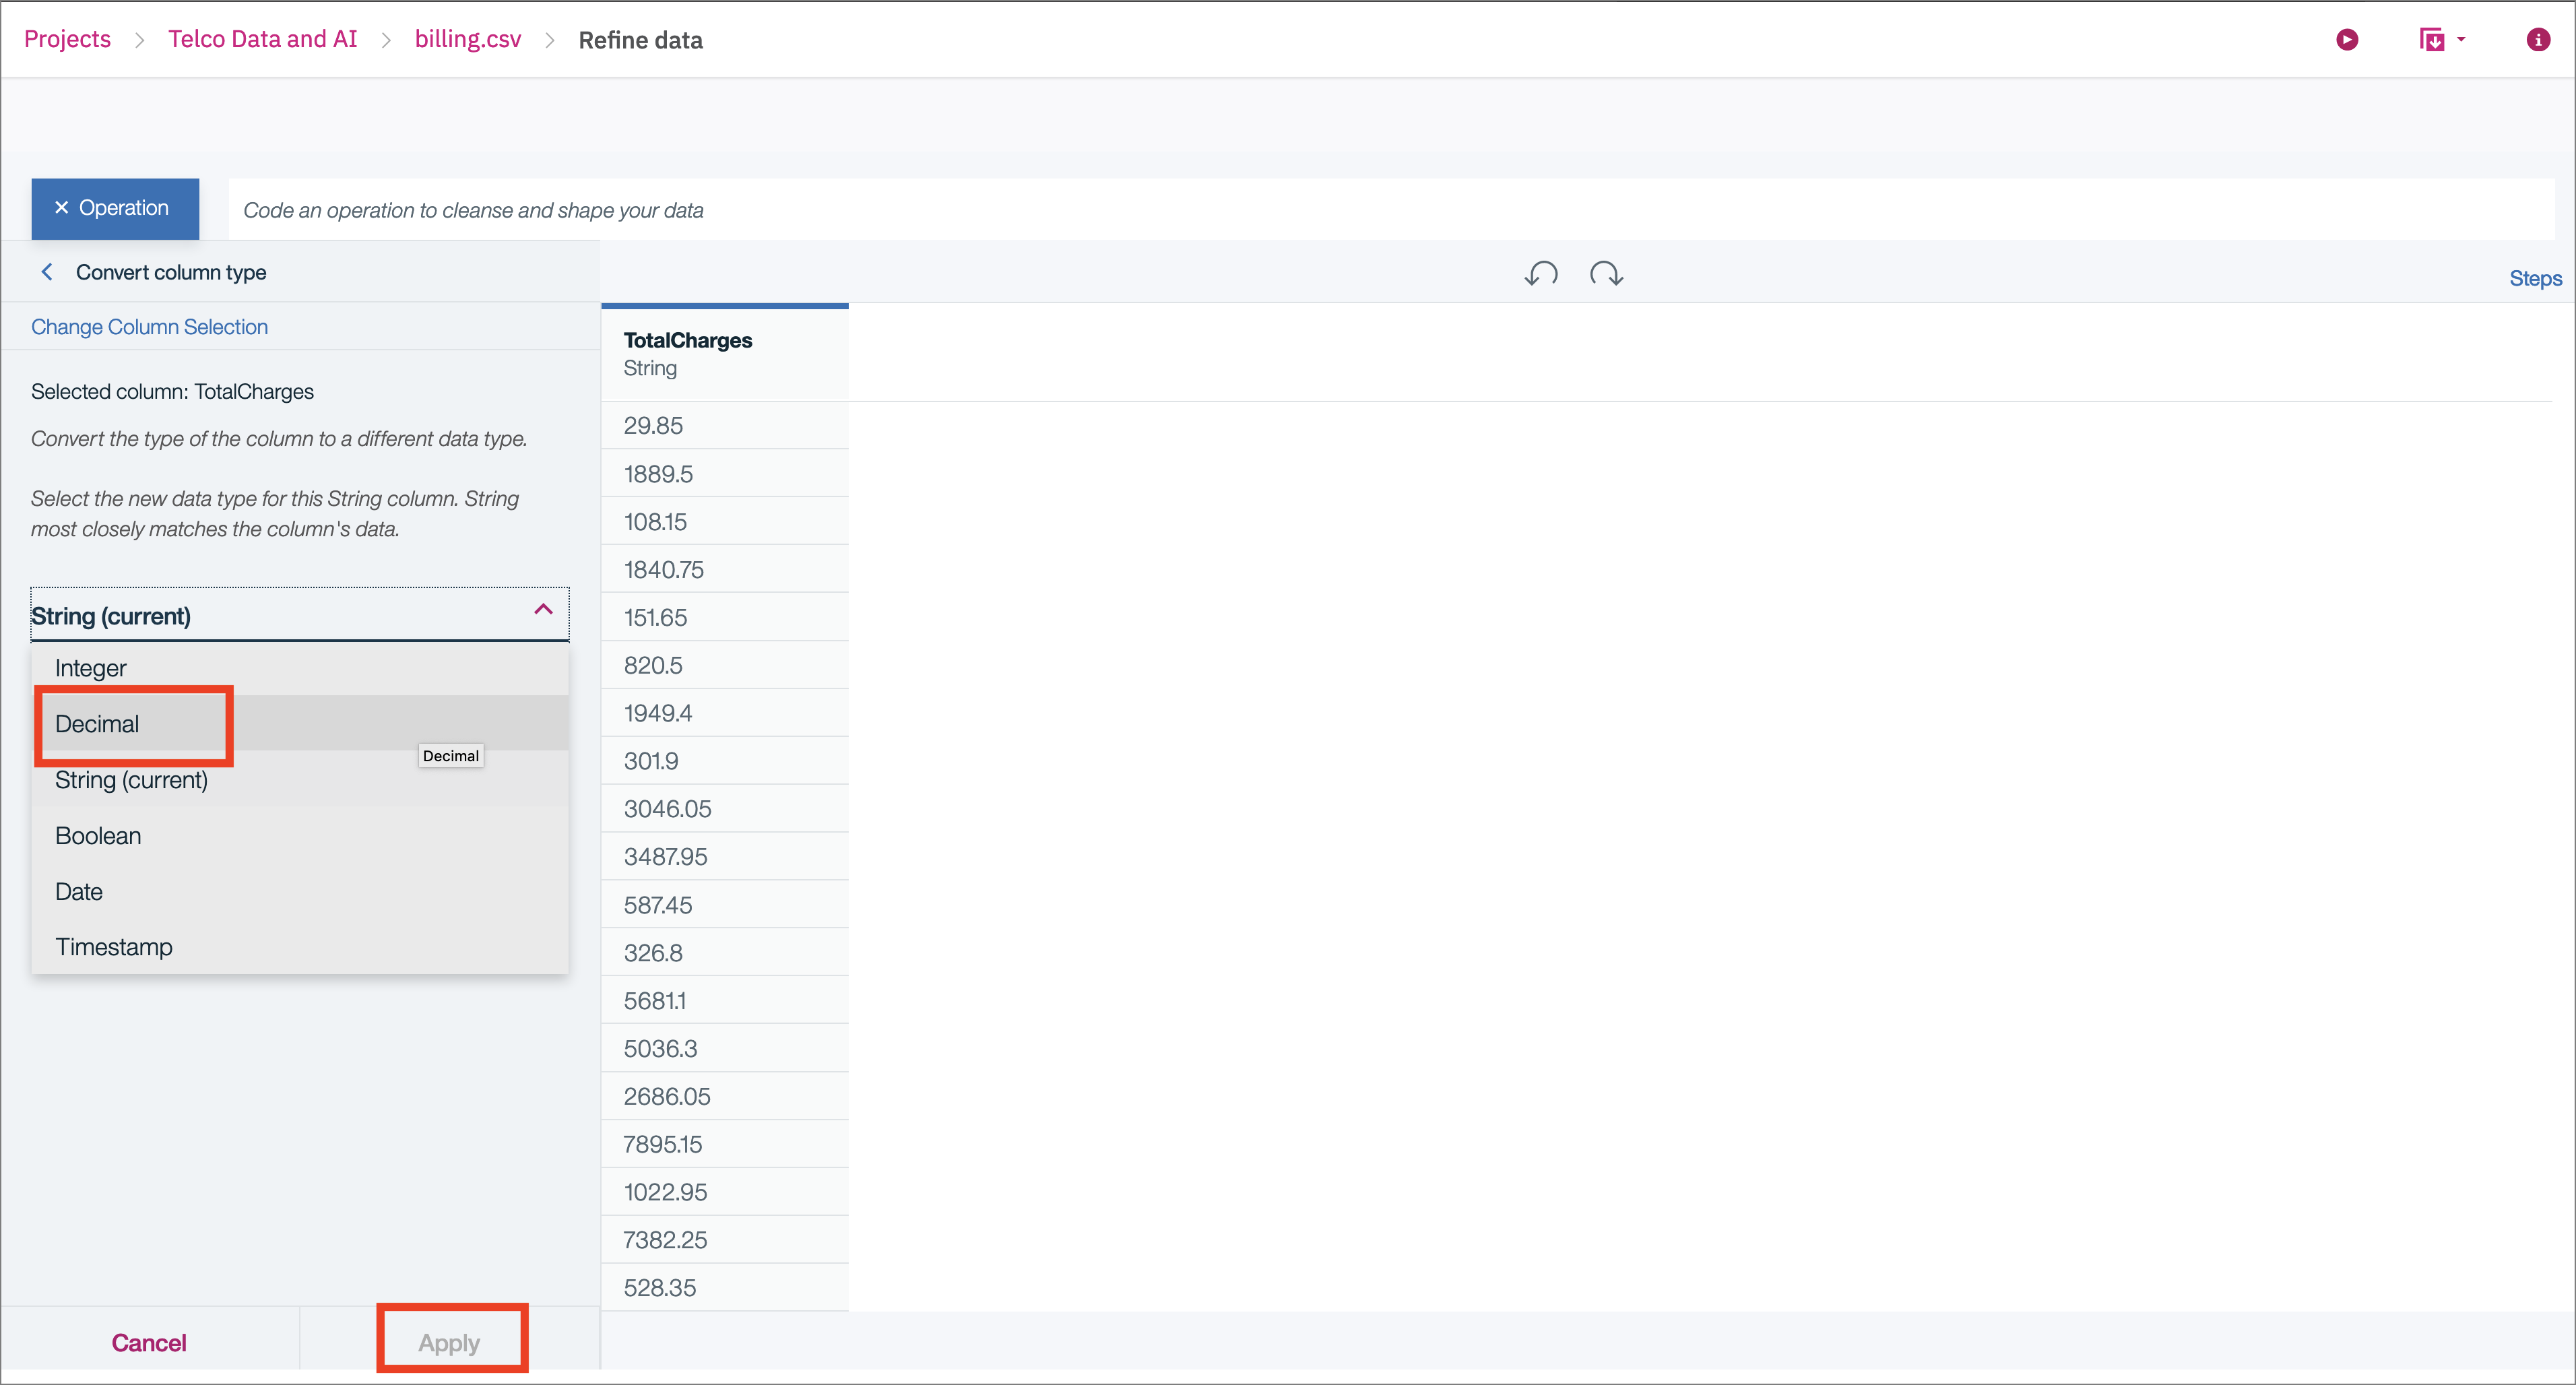 Projects > Telco Data and AI > billing.csv > Refine data
× Operation
Code an operation to cleanse and shape your data
Convert column type
Steps
Change Column Selection
Selected column: TotalCharges
Convert the type of the column to a different data type.
Select the new data type for this String column. String
most closely matches the column's data.
String (current)
Integer
Decimal
Decimal
String (current)
Boolean
Date
Timestamp
Cancel
Apply
TotalCharges
String
29.85
1889.5
108.15
1840.75
151.65
820.5
1949.4
301.9
3046.05
3487.95
587.45
326.8
5681.1
5036.3
2686.05
7895.15
1022.95
7382.25
528.35